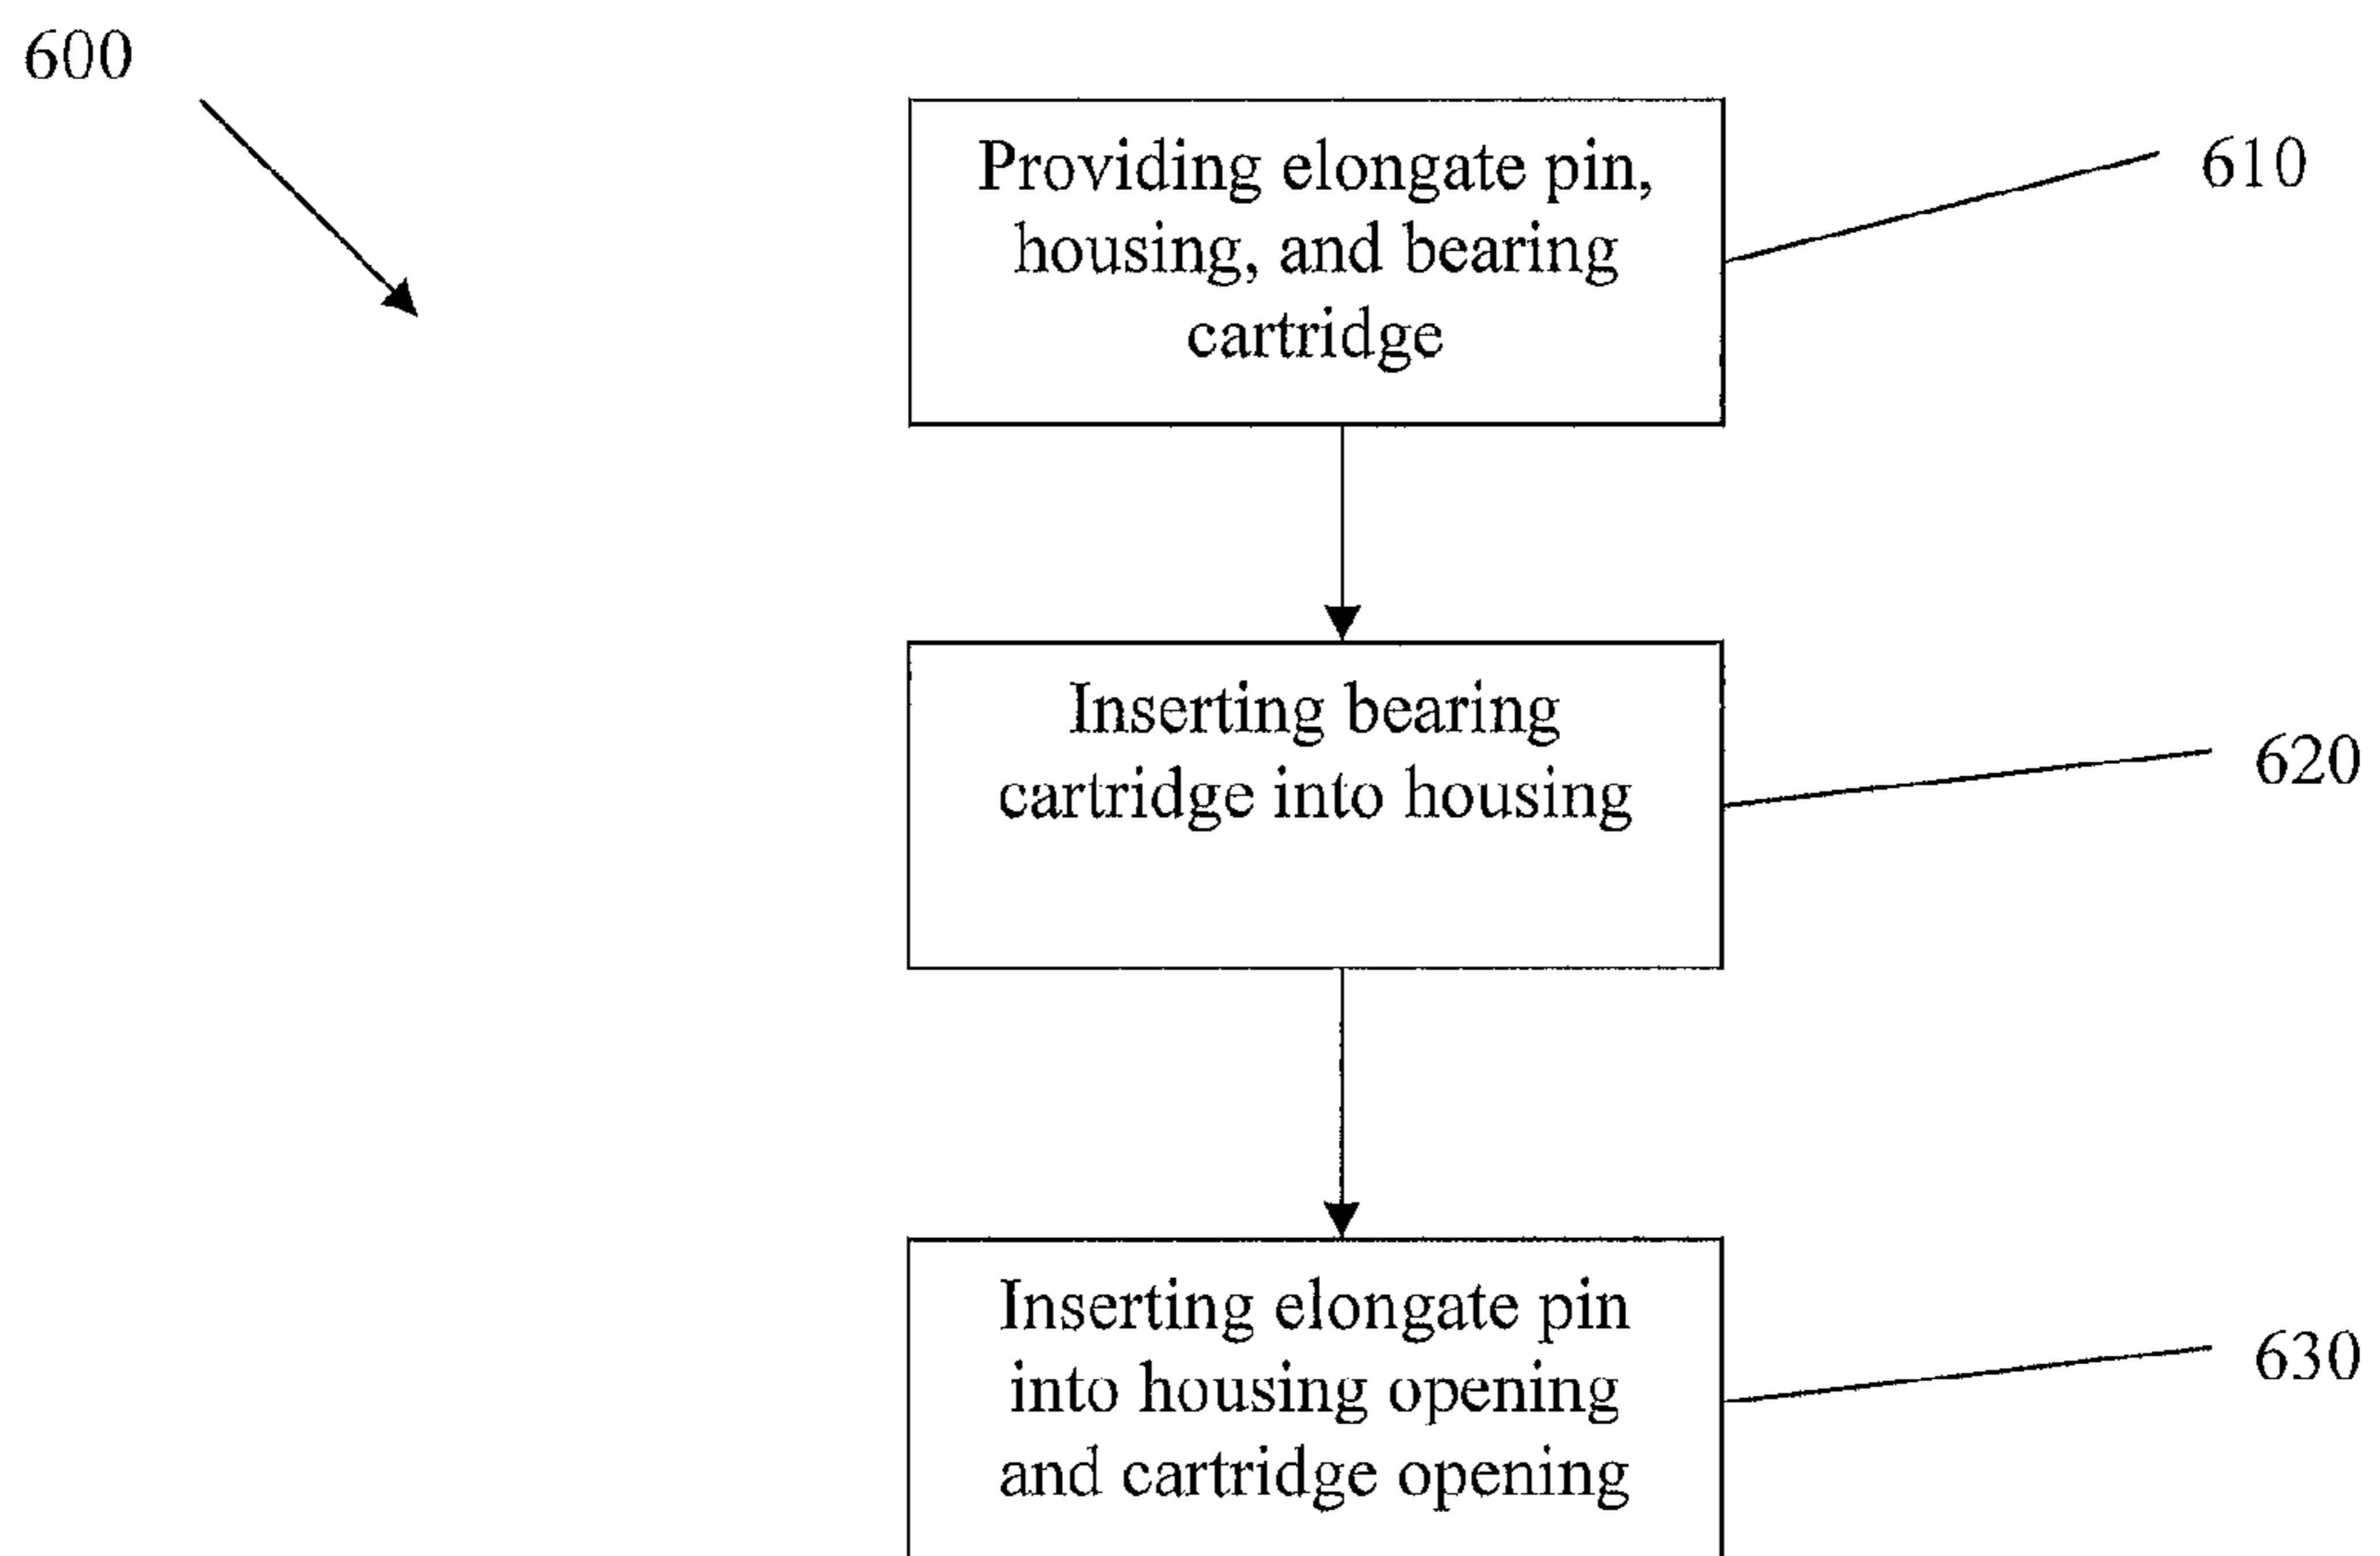 600
Providing elongate pin,
housing, and bearing
cartridge
610
Inserting bearing
cartridge into housing
620
Inserting elongate pin
into housing opening
and cartridge opening
630